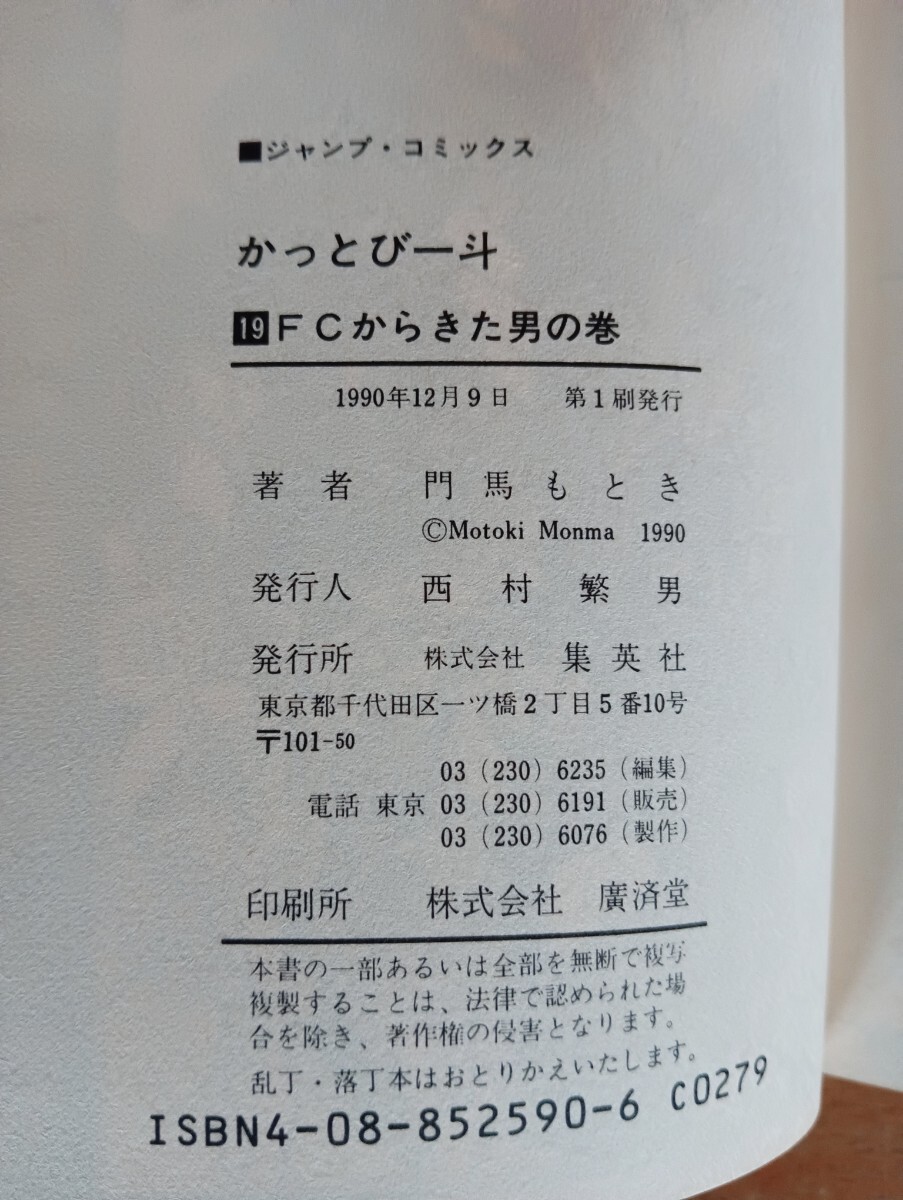 ■ジャンプ・コミックス
かっとび一斗
19 FCからきた男の巻
1990年12月9日 第1刷発行
著者 門馬もとき
©Motoki Monma 1990
発行人 西村繁男
発行所 株式会社 集英社
東京都千代田区一ツ橋2丁目5番10号
〒101-50
03 (230) 6235 (編集)
電話 東京 03 (230) 6191 (販売)
03 (230) 6076 (製作)
印刷所 株式会社 廣済堂
本書の一部あるいは全部を無断で複写
複製することは、法律で認められた場
合を除き、著作権の侵害となります。
乱丁・落丁本はおとりかえいたします。
ISBN4-08-852590-6 C0279